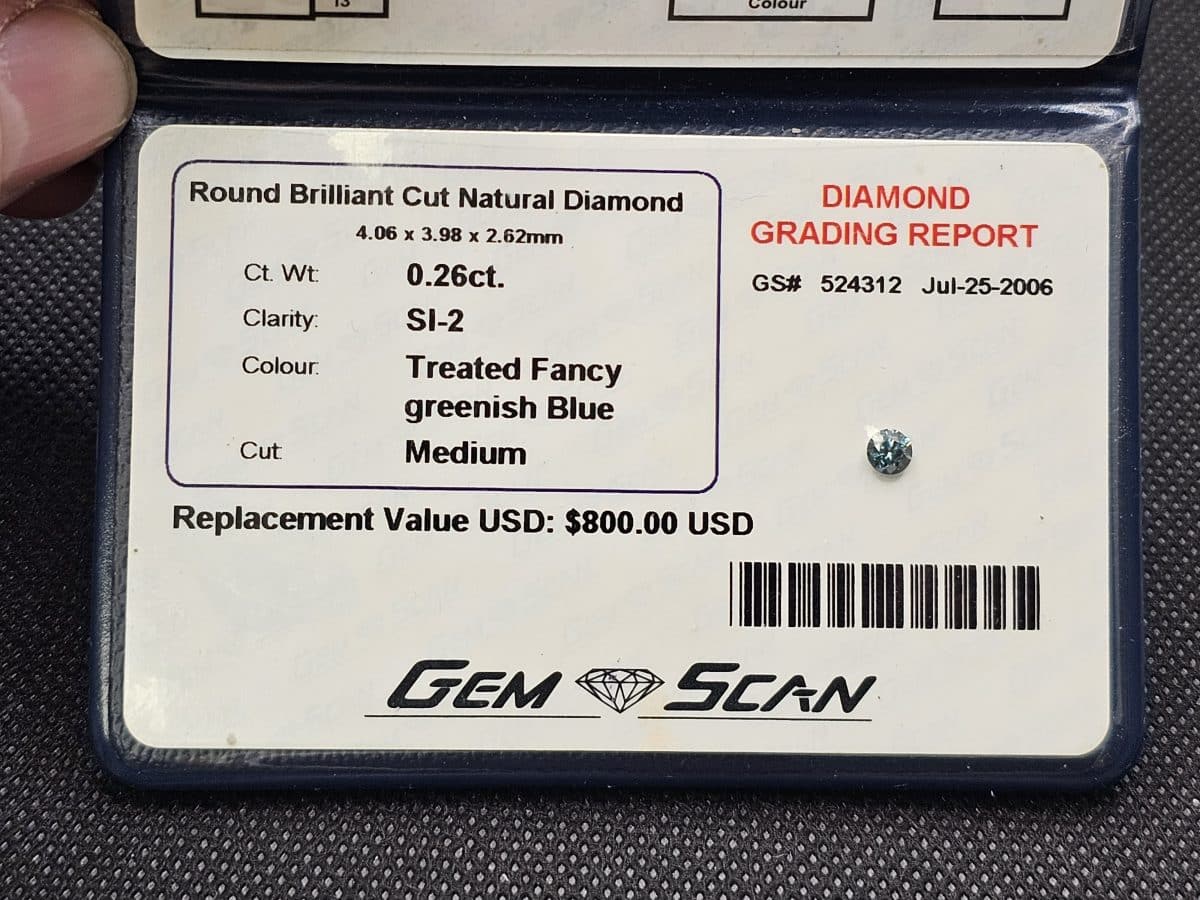 13
Colour
Round Brilliant Cut Natural Diamond
4.06 x 3.98 x 2.62mm
Ct. Wt:
0.26ct.
Clarity:
SI-2
Colour:
Treated Fancy
greenish Blue
Cut:
Medium
Replacement Value USD: $800.00 USD
DIAMOND
GRADING REPORT
GS# 524312 Jul-25-2006
GEM SCAN